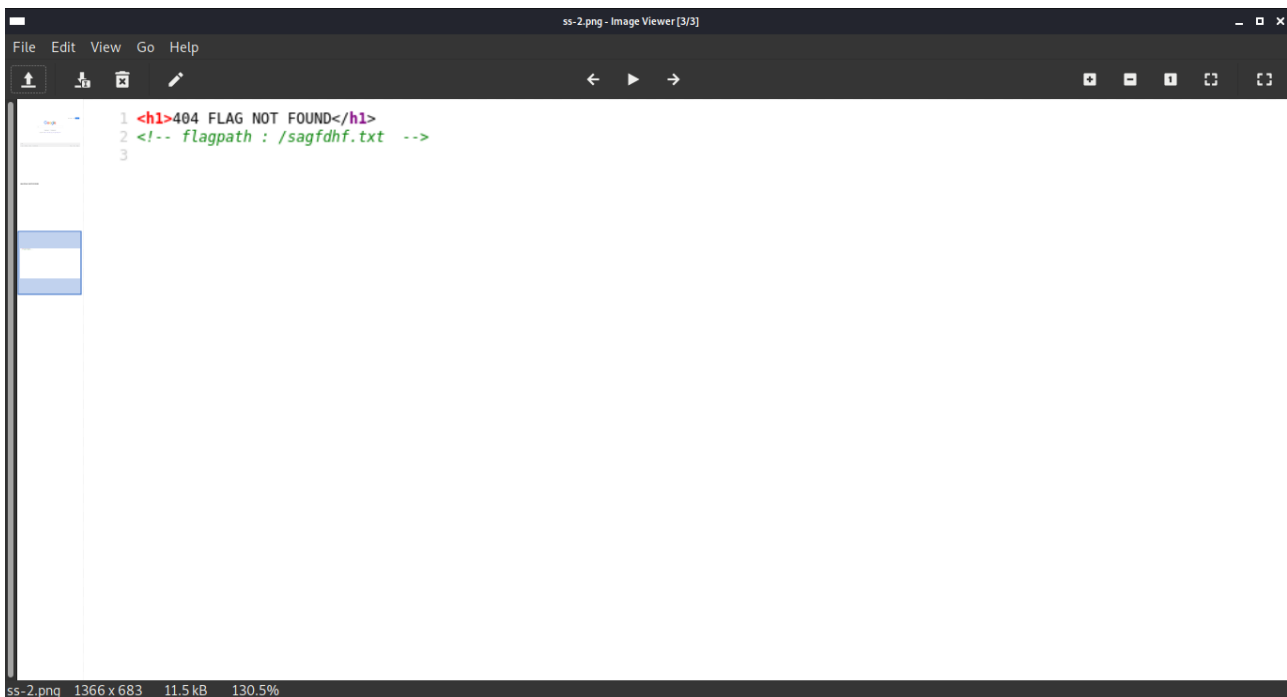 ss-2.png - Image Viewer [3/3]
File Edit View Go Help
1 <h1>404 FLAG NOT FOUND</h1>
2 <!-- flagpath : /sagfdhf.txt -->
3
ss-2.png 1366 x 683 11.5 kB 130.5%